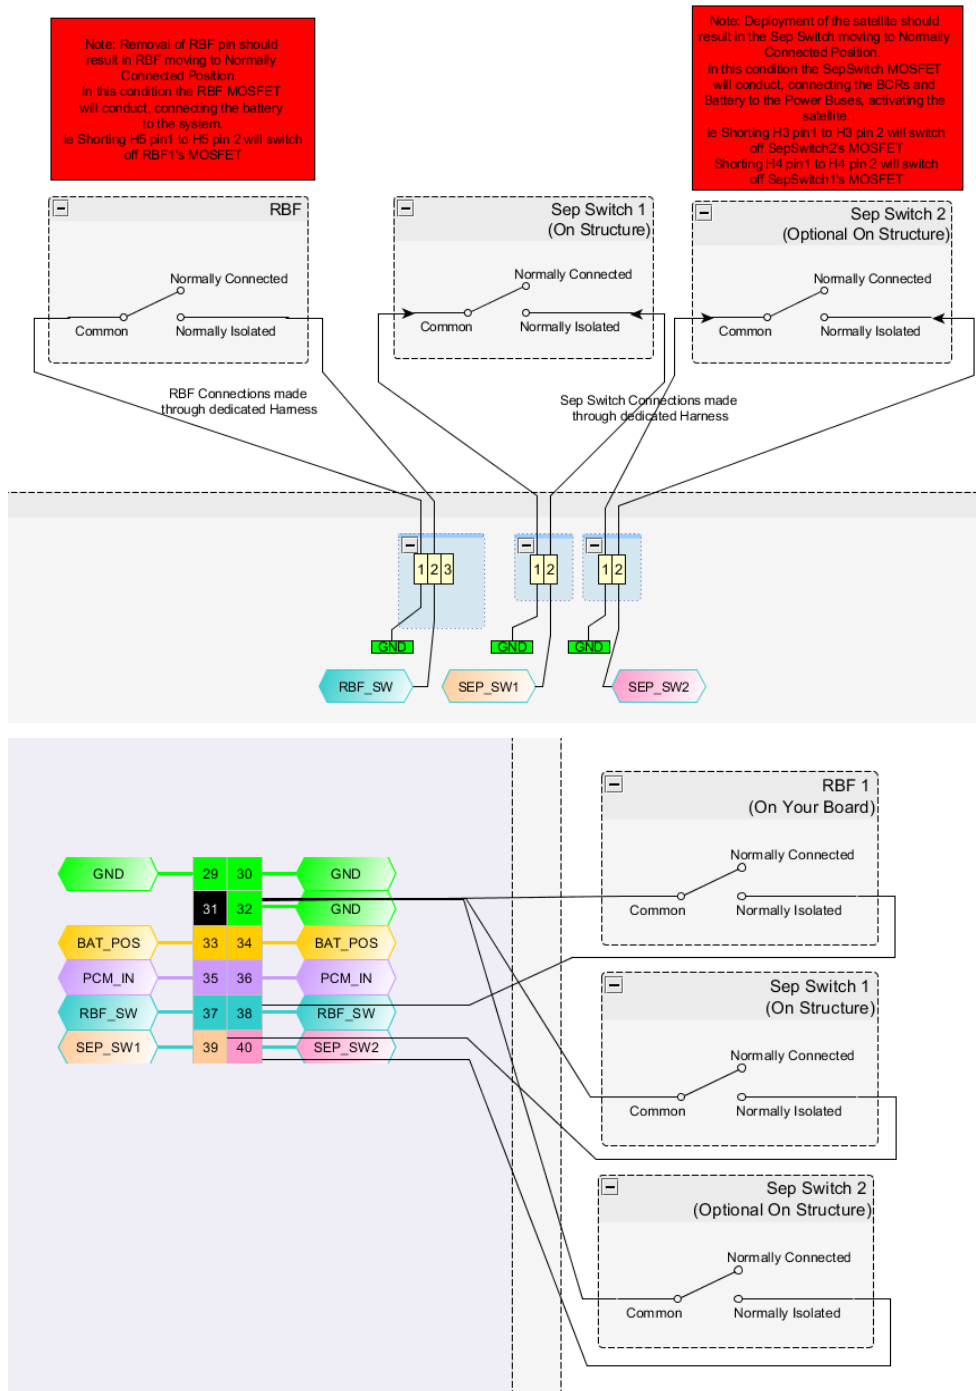 Note: Removal of RBF pin should
result in RBF moving to Normally
Connected Position.
In this condition the RBF MOSFET
will conduct, connecting the battery
to the system.
ie Shorting H5 pin1 to H5 pin 2 will switch
off RBF1's MOSFET
Note: Deployment of the satellite should
result in the Sep Switch moving to Normally
Connected Position.
In this condition the SepSwitch MOSFET
will conduct, connecting the BCRs and
Battery to the Power Buses, activating the
satellite.
ie Shorting H3 pin1 to H3 pin 2 will switch
off SepSwitch2's MOSFET
Shorting H4 pin1 to H4 pin 2 will switch
off SepSwitch1's MOSFET
RBF
Normally Connected
Common
Normally Isolated
Sep Switch 1
(On Structure)
Normally Connected
Common
Normally Isolated
Sep Switch 2
(Optional On Structure)
Normally Connected
Common
Normally Isolated
RBF Connections made
through dedicated Harness
Sep Switch Connections made
through dedicated Harness
1 2 3
1 2
1 2
GND
GND
GND
RBF_SW
SEP_SW1
SEP_SW2
GND 29 30 GND
31 32 GND
BAT_POS 33 34 BAT_POS
PCM_IN 35 36 PCM_IN
RBF_SW 37 38 RBF_SW
SEP_SW1 39 40 SEP_SW2
RBF 1
(On Your Board)
Normally Connected
Common
Normally Isolated
Sep Switch 1
(On Structure)
Normally Connected
Common
Normally Isolated
Sep Switch 2
(Optional On Structure)
Normally Connected
Common
Normally Isolated